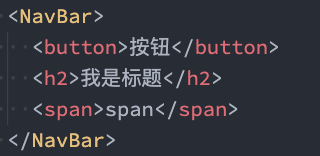 <NavBar>
<button>按钮</button>
<h2>我是标题</h2>
<span>span</span>
</NavBar>